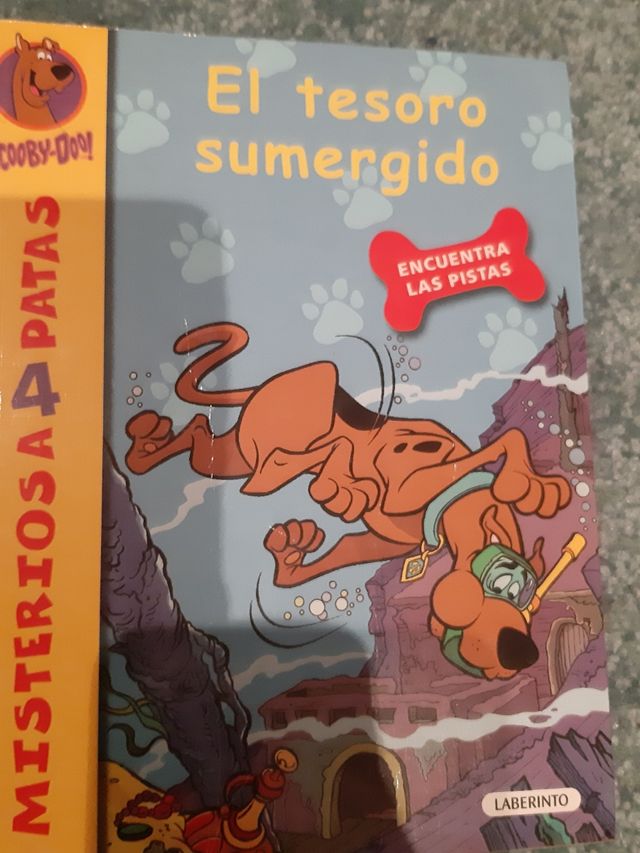 El tesoro
sumergido
ENCUENTRA
LAS PISTAS
COOBY-DOO!
MISTERIOS A 4 PATAS
LABERINTO